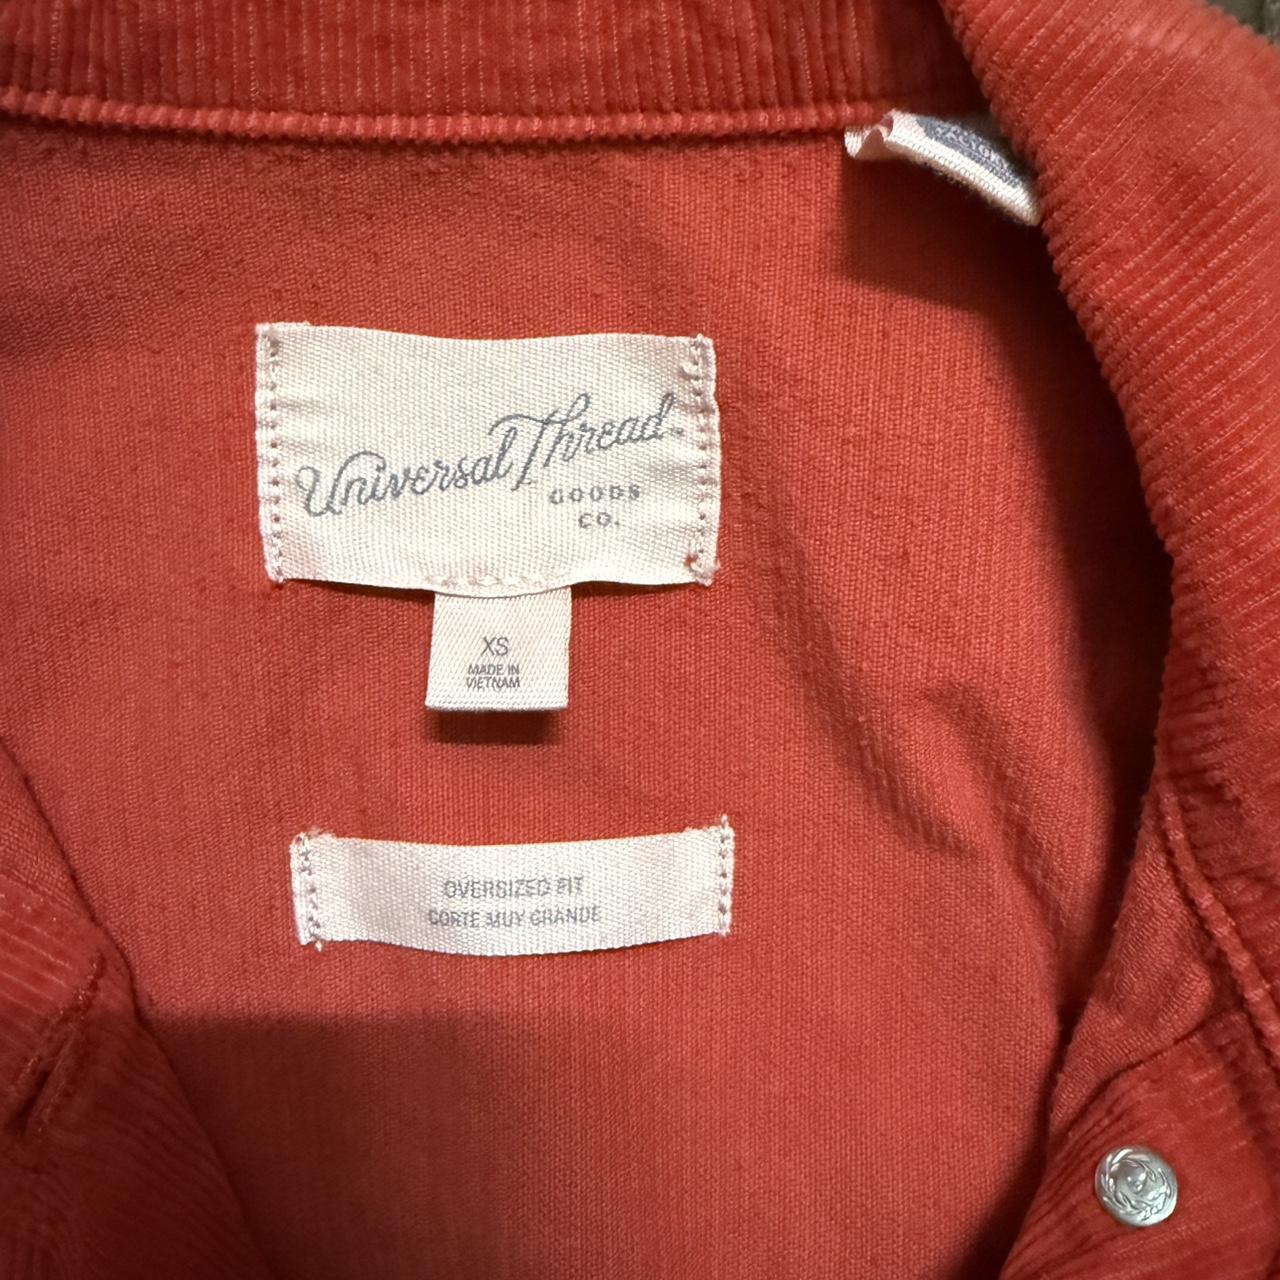 Universal Thread
GOODS
CO.
XS
MADE IN
VIETNAM
OVERSIZED FIT
CORTE MUY GRANDE